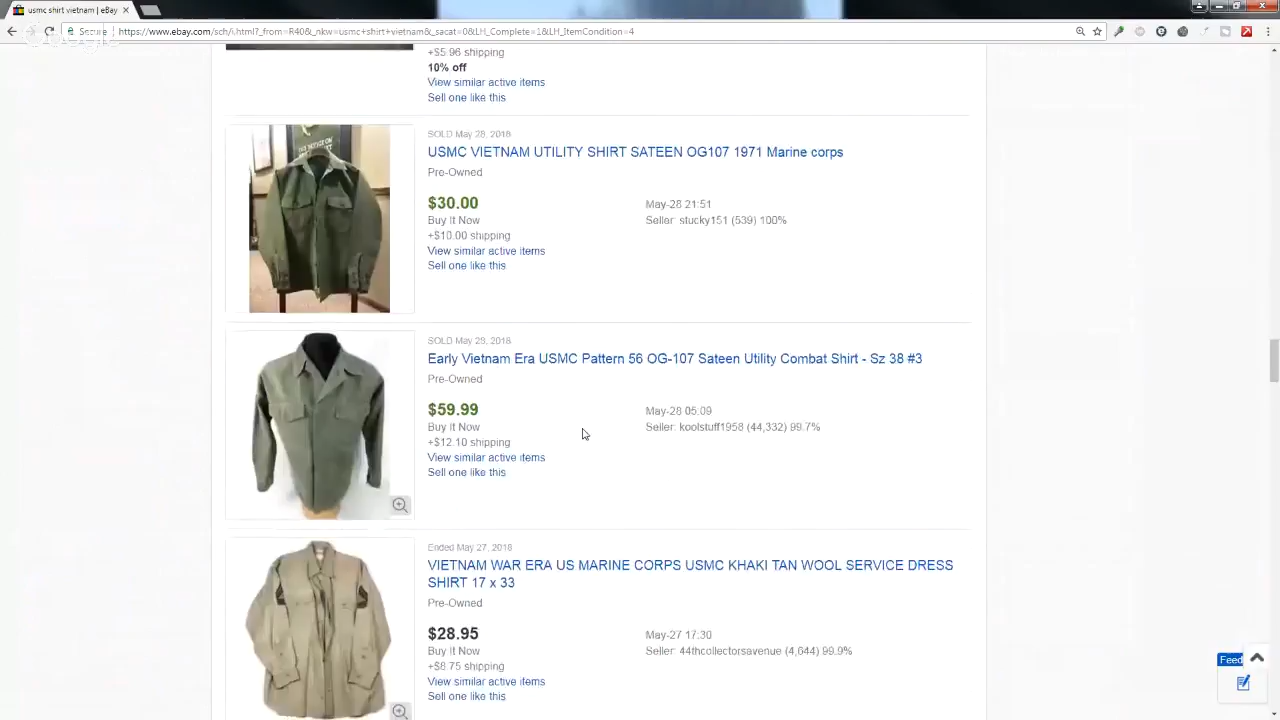 usmc shirt vietnam | eBay
Secure
https://www.ebay.com/sch/i.html?_from=R40&_nkw=usmc+shirt+vietnam&_sacat=0&LH_Complete=1&LH_ItemCondition=4
+$5.96 shipping
10% off
View similar active items
Sell one like this
SOLD May 28, 2018
USMC VIETNAM UTILITY SHIRT SATEEN OG107 1971 Marine corps
Pre-Owned
$30.00
May-28 21:51
Buy It Now
Seller: stucky151 (539) 100%
+$10.00 shipping
View similar active items
Sell one like this
SOLD May 28, 2018
Early Vietnam Era USMC Pattern 56 OG-107 Sateen Utility Combat Shirt - Sz 38 #3
Pre-Owned
$59.99
May-28 05:09
Buy It Now
Seller: koolstuff1958 (44,332) 99.7%
+$12.10 shipping
View similar active items
Sell one like this
Ended May 27, 2018
VIETNAM WAR ERA US MARINE CORPS USMC KHAKI TAN WOOL SERVICE DRESS
SHIRT 17 x 33
Pre-Owned
$28.95
May-27 17:30
Buy It Now
Seller: 44thcollectorsavenue (4,644) 99.9%
+$8.75 shipping
View similar active items
Sell one like this
Feed